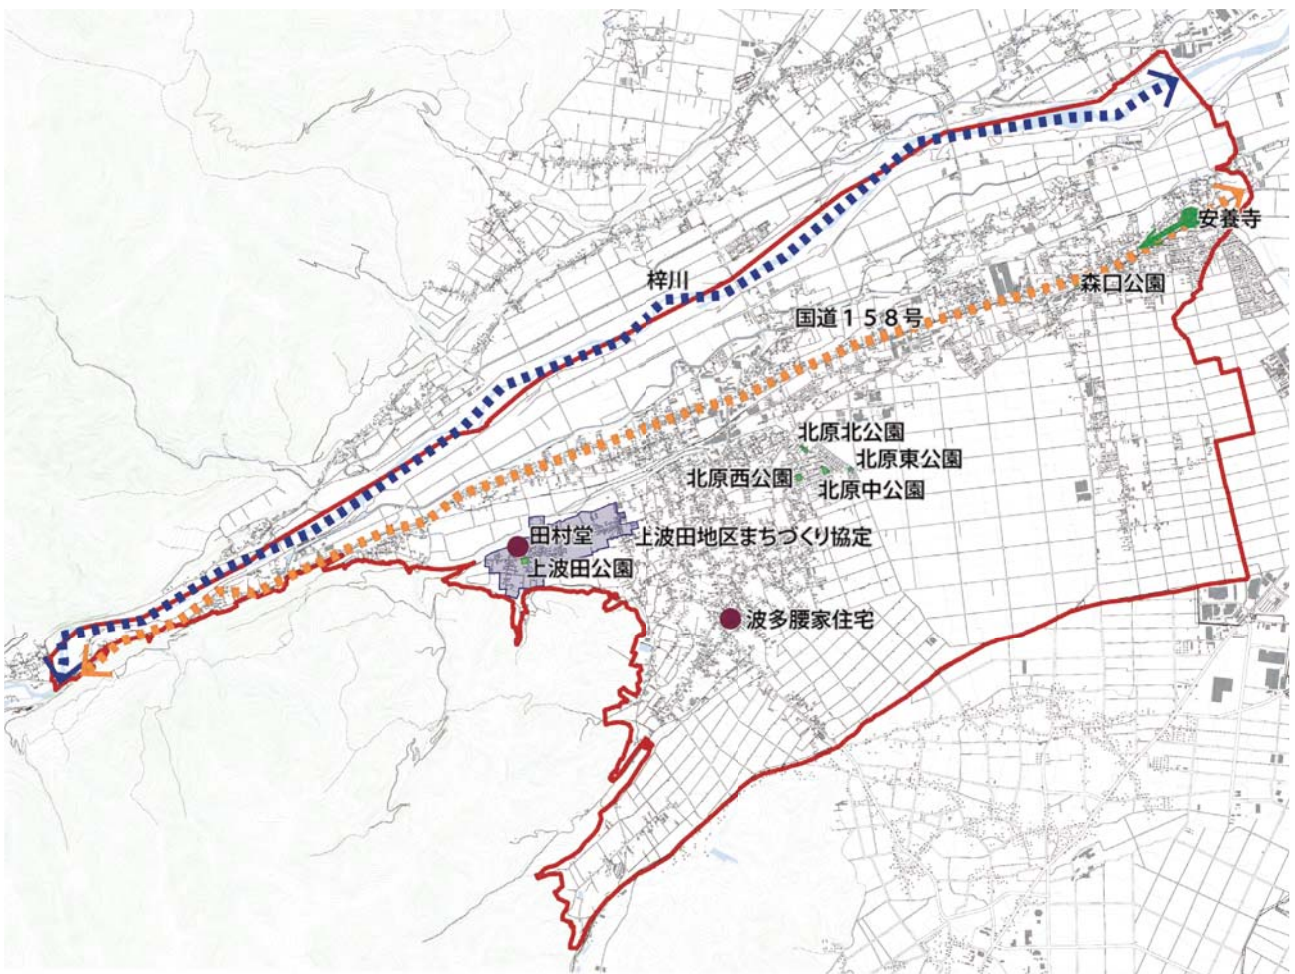 安養寺
梓川
森口公園
国道１５８号
北原北公園
北原東公園
北原西公園
北原中公園
田村堂
上波田地区まちづくり協定
上波田公園
波多腰家住宅